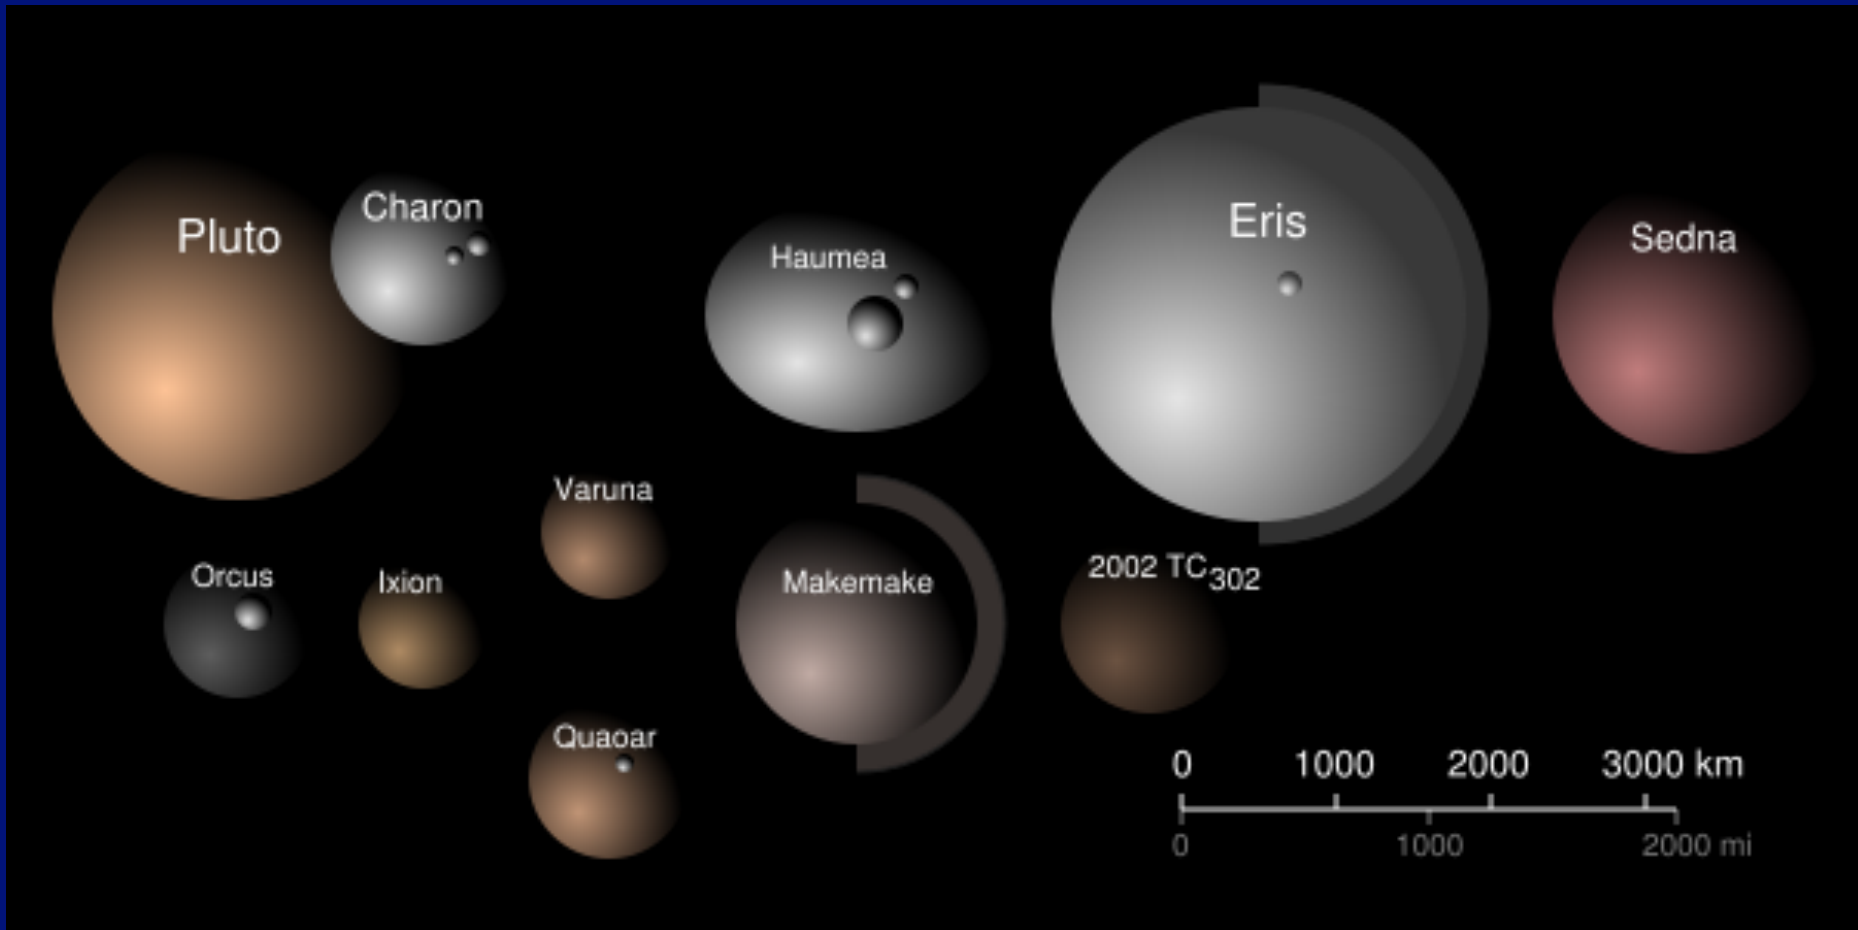 Pluto
Charon
Haumea
Eris
Sedna
Varuna
Orcus
Ixion
Makemake
2002 TC302
Quaoar
0 1000 2000 3000 km
0 1000 2000 mi